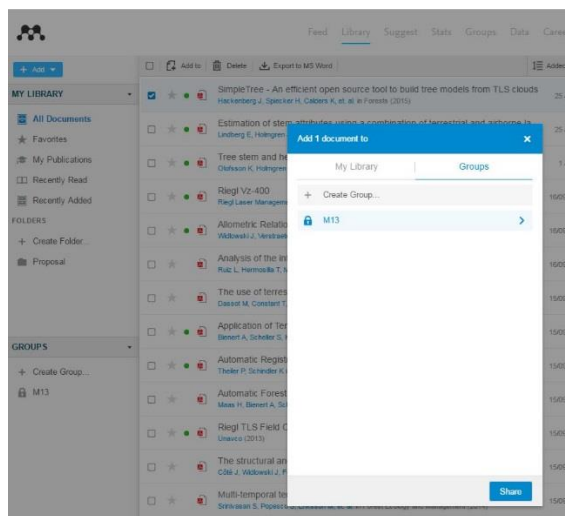 Feed Library Suggest Stats Groups Data Caree
+ Add
Add to Delete Export to MS Word Added
MY LIBRARY
All Documents
Favorites
My Publications
Recently Read
Recently Added
FOLDERS
+ Create Folder...
Proposal
GROUPS
+ Create Group...
M13
SimpleTree - An efficient open source tool to build tree models from TLS clouds
Hackenberg J, Spiecker H, Calders K, et. al. in Forests (2015)
Estimation of stem attributes using a combination of terrestrial and airborne la
Lindberg E, Holmgren
Tree stem and he
Olofsson K, Holmgren
Riegl Vz-400
Riegl Laser Managem
Allometric Relatio
Widlowski J, Verstraet
Analysis of the in
Ruiz L, Hermosilla T, M
The use of terres
Dassot M, Constant T,
Application of Ter
Bienert A, Scheller S,
Automatic Regist
Theiler P, Schindler K
Automatic Forest
Maas H, Bienert A, Sc
Riegl TLS Field C
Unavco (2013)
The structural an
Côté J, Widlowski J, F
Multi-temporal te
Srinivasan S, Popescu
Add 1 document to
My Library Groups
+ Create Group...
M13
Share